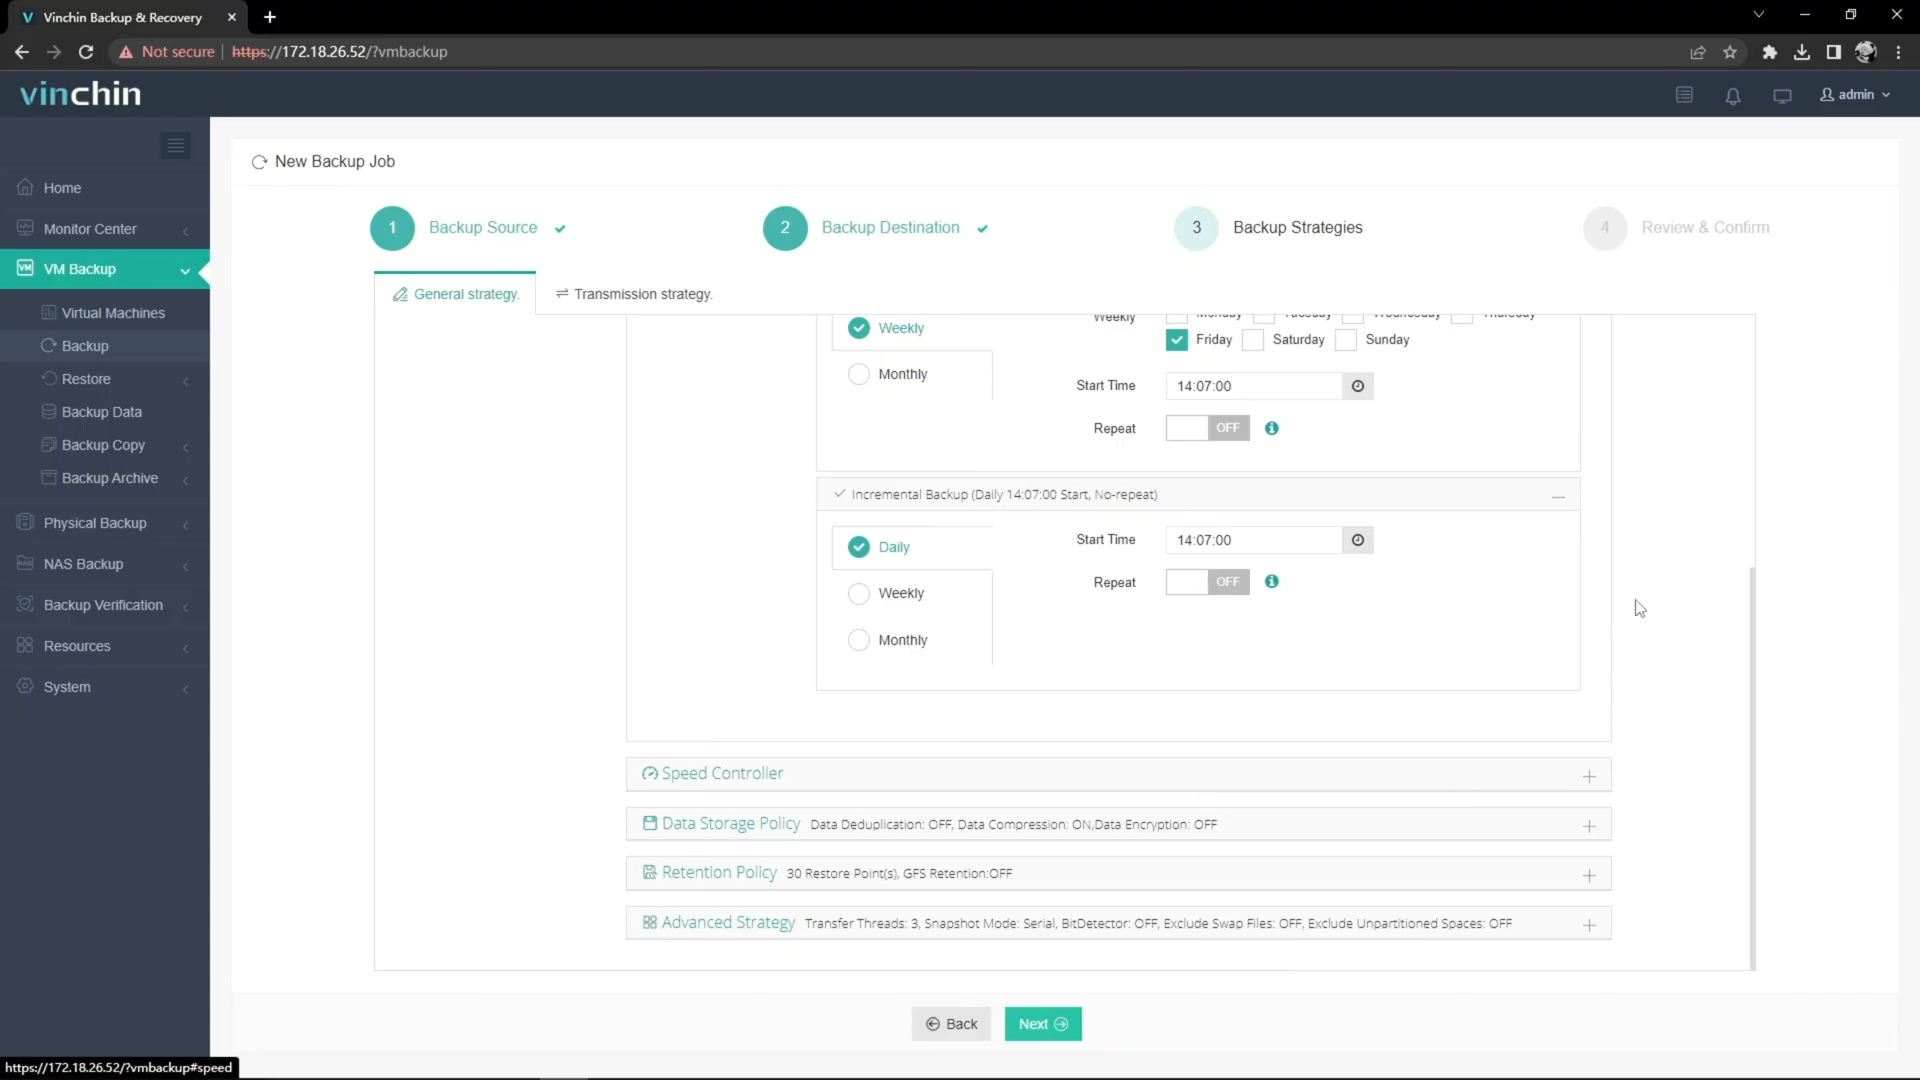 Vinchin Backup & Recovery
Not secure https://172.18.26.52/?vmbackup
vinchin
admin
New Backup Job
Home
Monitor Center
VM Backup
Virtual Machines
Backup
Restore
Backup Data
Backup Copy
Backup Archive
Physical Backup
NAS Backup
Backup Verification
Resources
System
1 Backup Source
2 Backup Destination
3 Backup Strategies
4 Review & Confirm
General strategy.
Transmission strategy.
Weekly
Monthly
Weekly Monday Tuesday Wednesday Thursday
Friday Saturday Sunday
Start Time 14:07:00
Repeat OFF
Incremental Backup (Daily 14:07:00 Start, No-repeat)
Daily
Weekly
Monthly
Start Time 14:07:00
Repeat OFF
Speed Controller
Data Storage Policy Data Deduplication: OFF, Data Compression: ON,Data Encryption: OFF
Retention Policy 30 Restore Point(s), GFS Retention:OFF
Advanced Strategy Transfer Threads: 3, Snapshot Mode: Serial, BitDetector: OFF, Exclude Swap Files: OFF, Exclude Unpartitioned Spaces: OFF
Back
Next
https://172.18.26.52/?vmbackup#speed